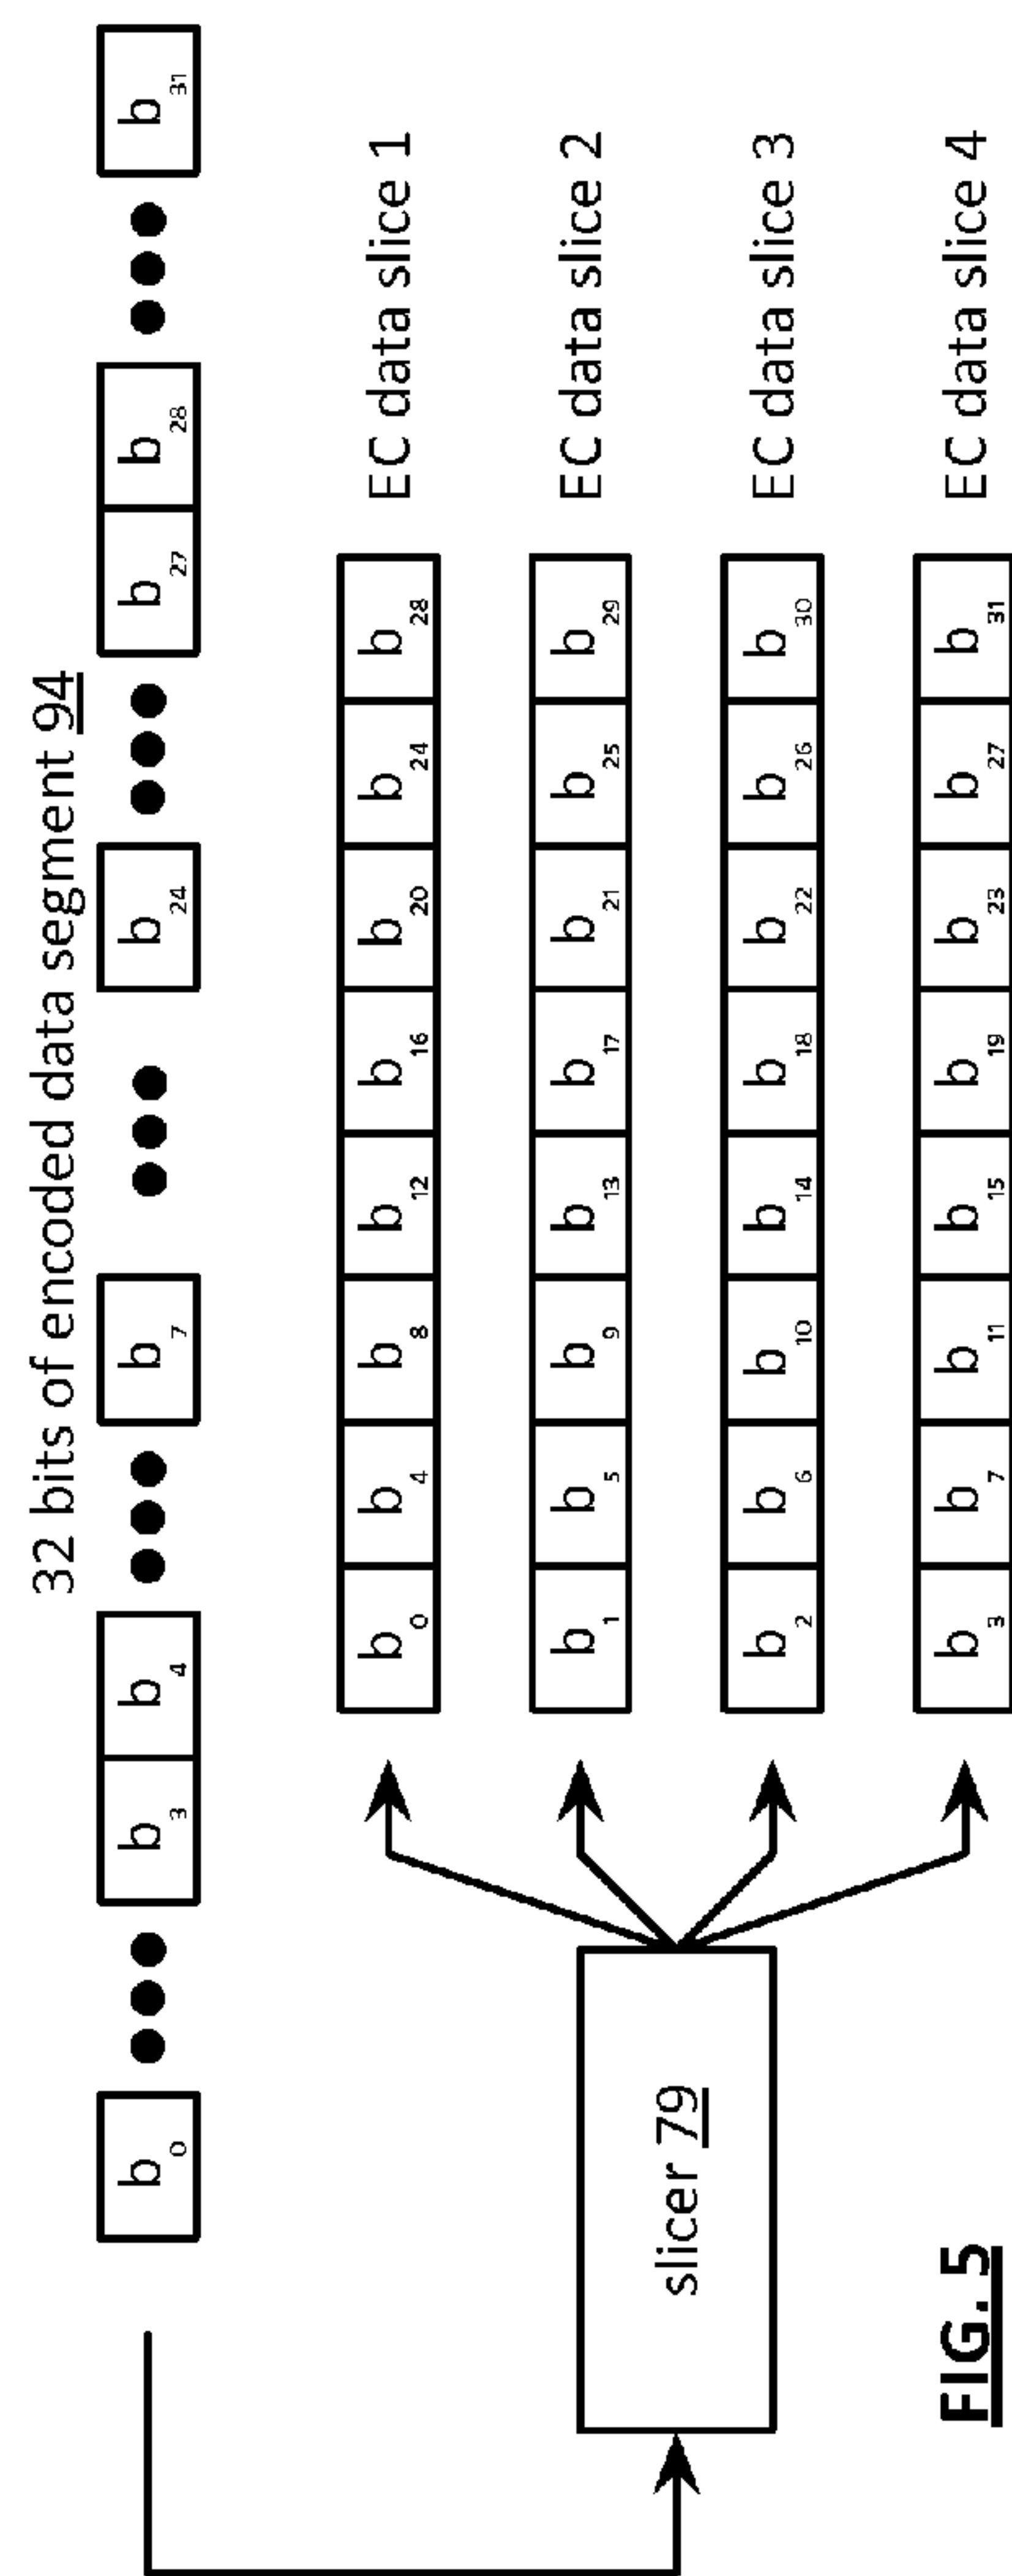 32 bits of encoded data segment 94
b0 ●●● b3 b4 ●●● b7 ●●● b24 ●●● b27 b28 ●●● b31
b0 b4 b8 b12 b16 b20 b24 b28 EC data slice 1
b1 b5 b9 b13 b17 b21 b25 b29 EC data slice 2
slicer 79
b2 b6 b10 b14 b18 b22 b26 b30 EC data slice 3
b3 b7 b11 b15 b19 b23 b27 b31 EC data slice 4
FIG. 5